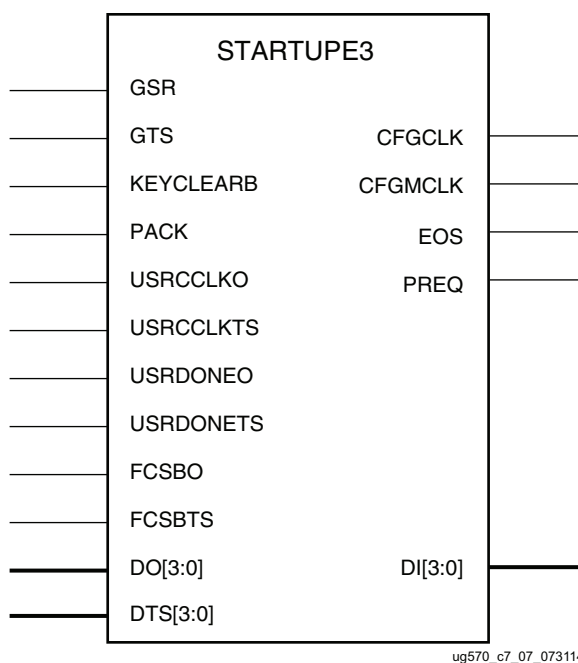 STARTUPE3
GSR
GTS
CFGCLK
KEYCLEARB
CFGMCLK
PACK
EOS
USRCCLKO
PREQ
USRCCLKTS
USRDONEO
USRDONETS
FCSBO
FCSBTS
DO[3:0]
DI[3:0]
DTS[3:0]
ug570_c7_07_073114